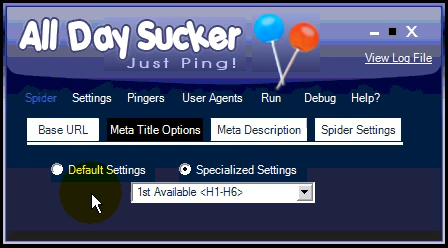 All Day Sucker
Just Ping!
X
View Log File
Spider Settings Pingers User Agents Run Debug Help?
Base URL Meta Title Options Meta Description Spider Settings
Default Settings Specialized Settings
1st Available <H1-H6>